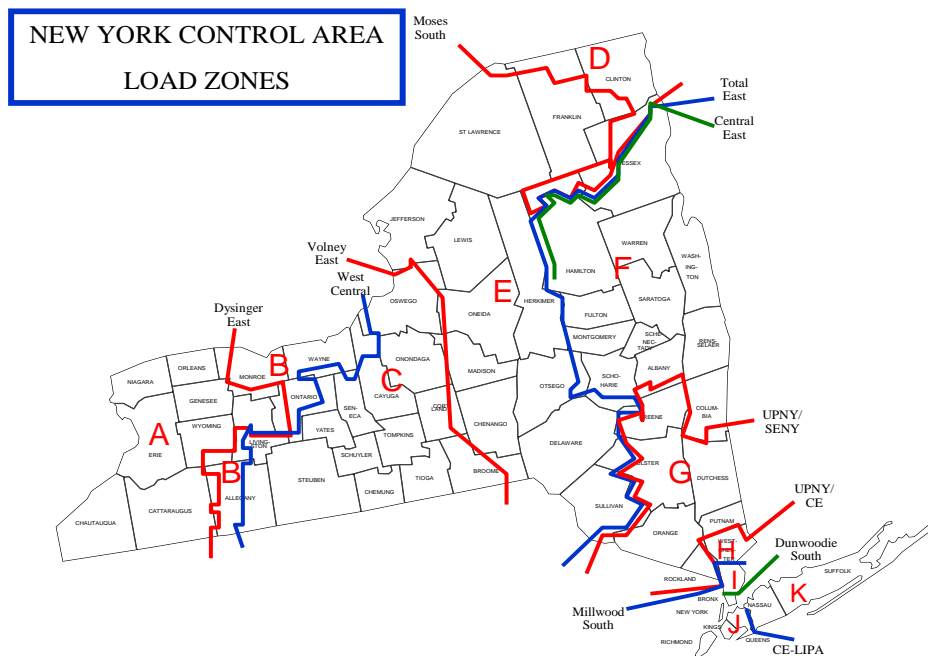 NEW YORK CONTROL AREA
LOAD ZONES
Moses
South
D
CLINTON
Total
East
Central
East
FRANKLIN
ST LAWRENCE
ESSEX
JEFFERSON
LEWIS
WARREN
WASH-
ING-
TON
Volney
East
West
Central
HAMILTON
F
E
OSWEGO
HERKIMER
SARATOGA
ONEIDA
FULTON
Dysinger
East
MONTGOMERY
SCHE-
NEC-
TADY
RENS-
SELAER
WAYNE
ONONDAGA
ORLEANS
B
MONROE
MADISON
ALBANY
NIAGARA
C
OTSEGO
SCHO-
HARIE
GENESEE
ONTARIO
CAYUGA
SEN-
ECA
CORT
LAND
COLUM-
BIA
GREENE
UPNY/
SENY
WYOMING
A
LIVING-
STON
YATES
TOMPKINS
CHENANGO
DELAWARE
ERIE
SCHUYLER
B
ULSTER
G
DUTCHESS
BROOME
TIOGA
STEUBEN
CHEMUNG
ALLEGANY
CATTARAUGUS
SULLIVAN
UPNY/
CE
CHAUTAUQUA
PUTNAM
ORANGE
WEST-
CHES-
TER
H
Dunwoodie
South
SUFFOLK
ROCKLAND
I
K
BRONX
NASSAU
Millwood
South
NEW YORK
KINGS
J
RICHMOND
QUEENS
CE-LIPA